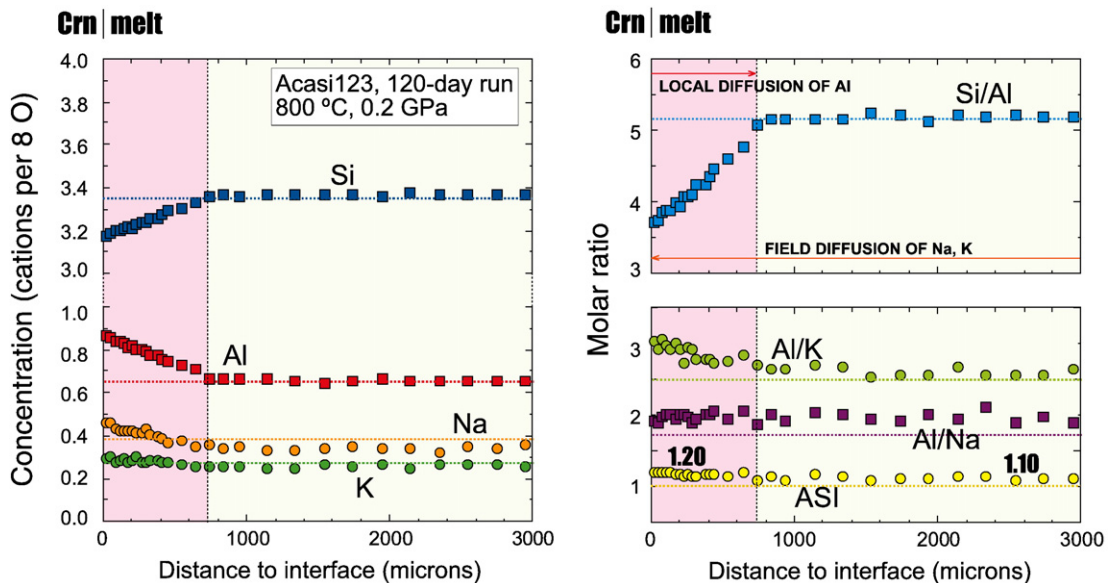 Crn melt
4.0
3.8
3.6
3.4
3.2
3.0
1.0
0.8
0.6
0.4
0.2
0.0
Concentration (cations per 8 O)
Acasi123, 120-day run
800 ºC, 0.2 GPa
Si
Al
Na
K
0 1000 2000 3000
Distance to interface (microns)
Crn melt
6
5
4
3
3
2
1
Molar ratio
LOCAL DIFFUSION OF Al
Si/Al
FIELD DIFFUSION OF Na, K
Al/K
Al/Na
1.20
1.10
ASI
0 1000 2000 3000
Distance to interface (microns)